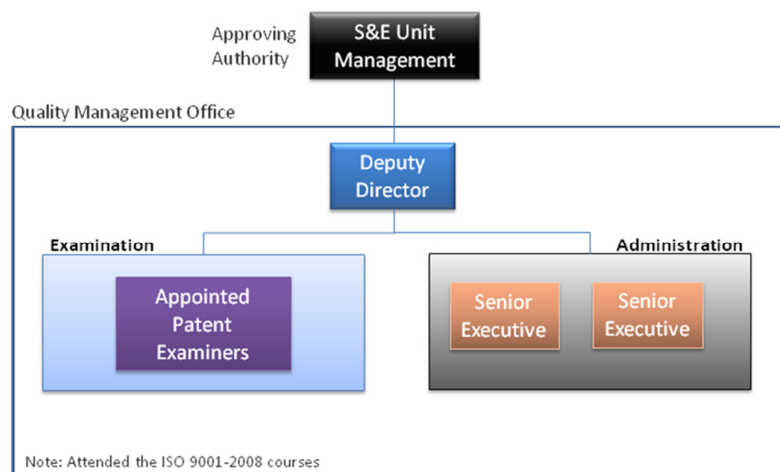 Approving
Authority
S&E Unit
Management
Quality Management Office
Deputy
Director
Examination
Administration
Appointed
Patent
Examiners
Senior
Executive
Senior
Executive
Note: Attended the ISO 9001-2008 courses